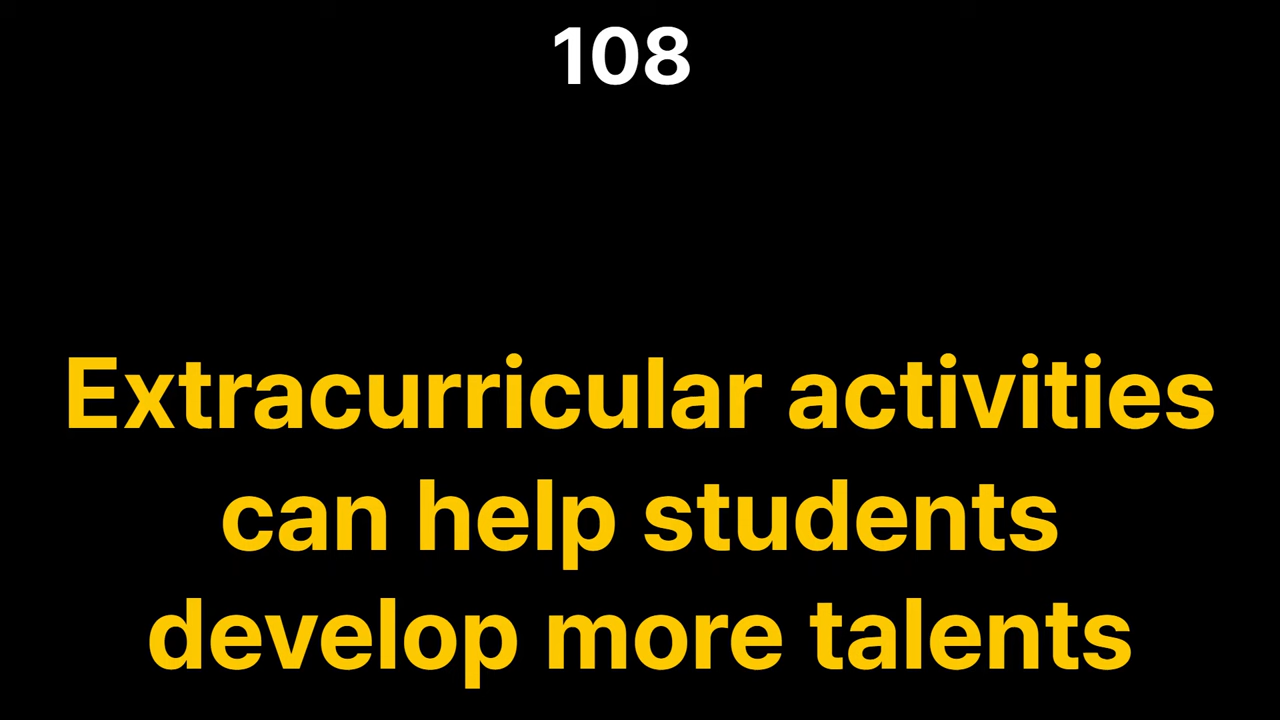 108
Extracurricular activities
can help students
develop more talents